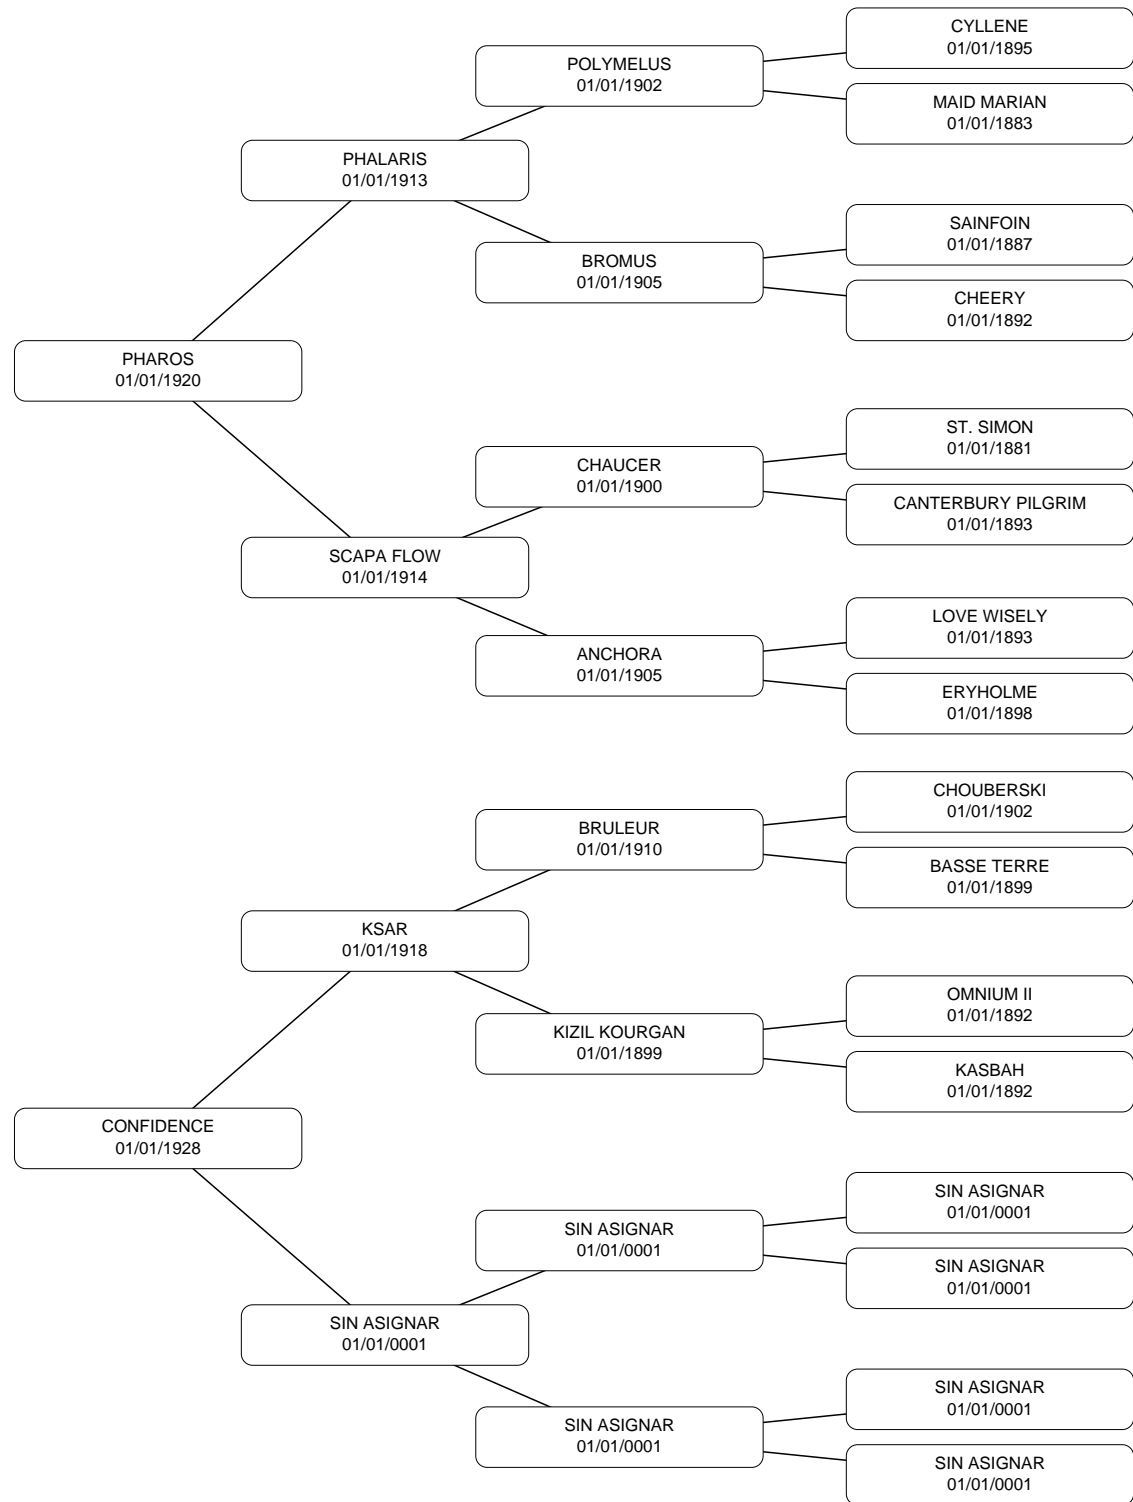 CYLLENE
01/01/1895
POLYMELUS
01/01/1902
MAID MARIAN
01/01/1883
PHALARIS
01/01/1913
SAINFOIN
01/01/1887
BROMUS
01/01/1905
CHEERY
01/01/1892
PHAROS
01/01/1920
ST. SIMON
01/01/1881
CHAUCER
01/01/1900
CANTERBURY PILGRIM
01/01/1893
SCAPA FLOW
01/01/1914
LOVE WISELY
01/01/1893
ANCHORA
01/01/1905
ERYHOLME
01/01/1898
CHOUBERSKI
01/01/1902
BRULEUR
01/01/1910
BASSE TERRE
01/01/1899
KSAR
01/01/1918
OMNIUM II
01/01/1892
KIZIL KOURGAN
01/01/1899
KASBAH
01/01/1892
CONFIDENCE
01/01/1928
SIN ASIGNAR
01/01/0001
SIN ASIGNAR
01/01/0001
SIN ASIGNAR
01/01/0001
SIN ASIGNAR
01/01/0001
SIN ASIGNAR
01/01/0001
SIN ASIGNAR
01/01/0001
SIN ASIGNAR
01/01/0001